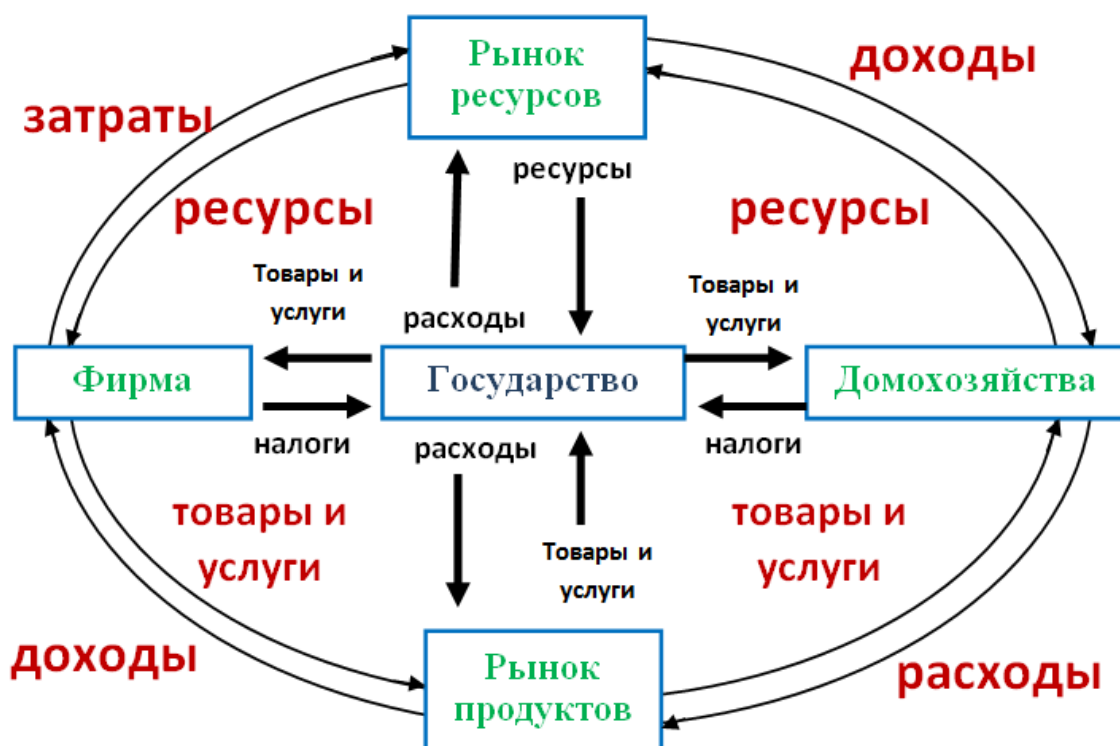 Рынок
ресурсов
доходы
затраты
ресурсы
ресурсы
ресурсы
Товары и
услуги
Товары и
услуги
расходы
Фирма
Государство
Домохозяйства
налоги
расходы
налоги
товары и
услуги
Товары и
услуги
товары и
услуги
доходы
Рынок
продуктов
расходы